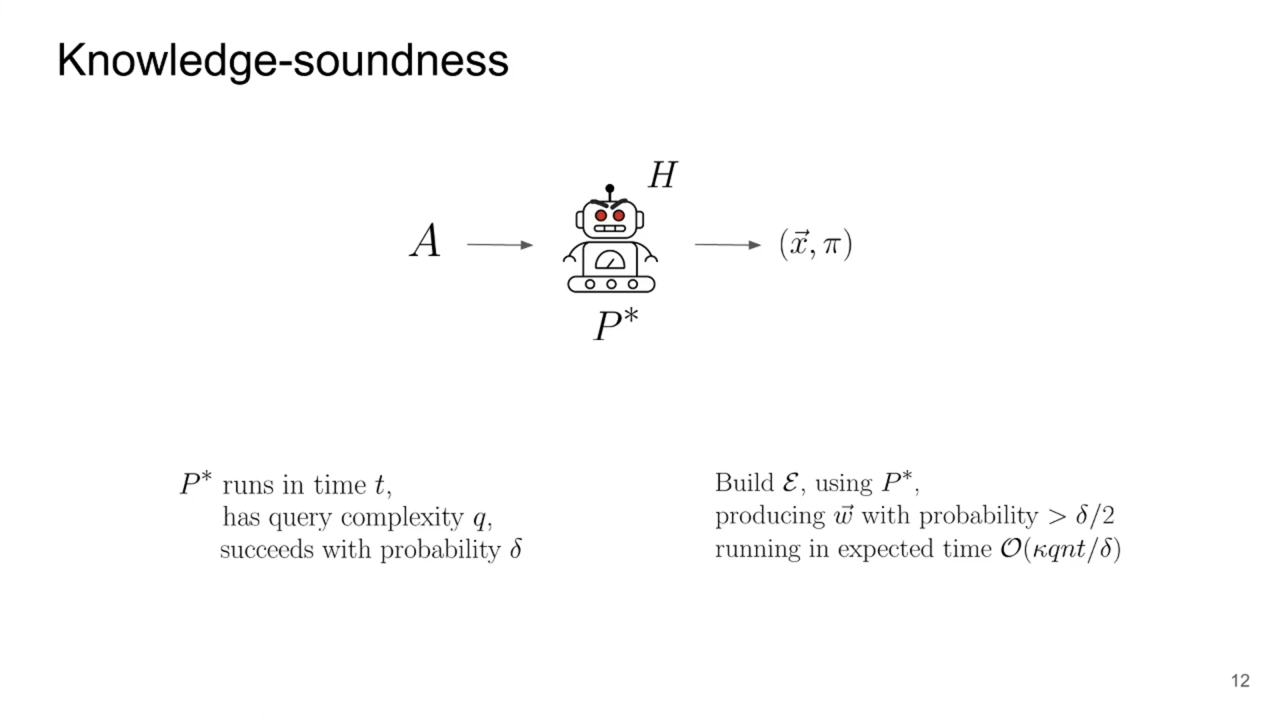 Knowledge-soundness
H
A
(x⃗, π)
P*
P* runs in time t,
has query complexity q,
succeeds with probability δ
Build ℰ, using P*,
producing w⃗ with probability > δ/2
running in expected time 𝒪(κqnt/δ)
12